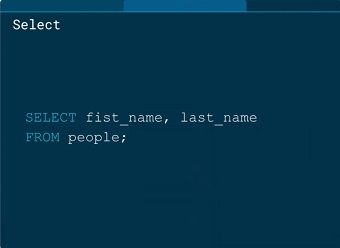 Select
SELECT fist_name, last_name
FROM people;